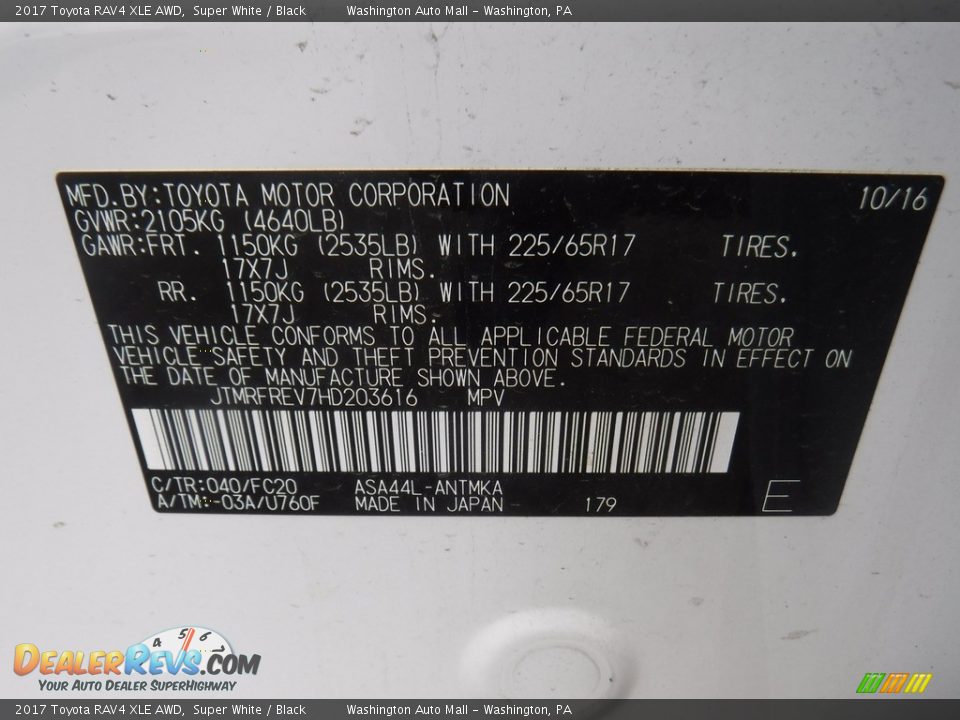 2017 Toyota RAV4 XLE AWD, Super White / Black Washington Auto Mall - Washington, PA
MFD.BY:TOYOTA MOTOR CORPORATION 10/16
GVWR:2105KG (4640LB)
GAWR:FRT. 1150KG (2535LB) WITH 225/65R17 TIRES.
17X7J RIMS.
RR. 1150KG (2535LB) WITH 225/65R17 TIRES.
17X7J RIMS.
THIS VEHICLE CONFORMS TO ALL APPLICABLE FEDERAL MOTOR
VEHICLE SAFETY AND THEFT PREVENTION STANDARDS IN EFFECT ON
THE DATE OF MANUFACTURE SHOWN ABOVE.
JTMRFREV7HD203616 MPV
C/TR:040/FC20 ASA44L-ANTMKA
A/TM:-03A/U760F MADE IN JAPAN 179 E
4 5 6 7
DealerRevs.com
Your Auto Dealer SuperHighway
2017 Toyota RAV4 XLE AWD, Super White / Black Washington Auto Mall - Washington, PA